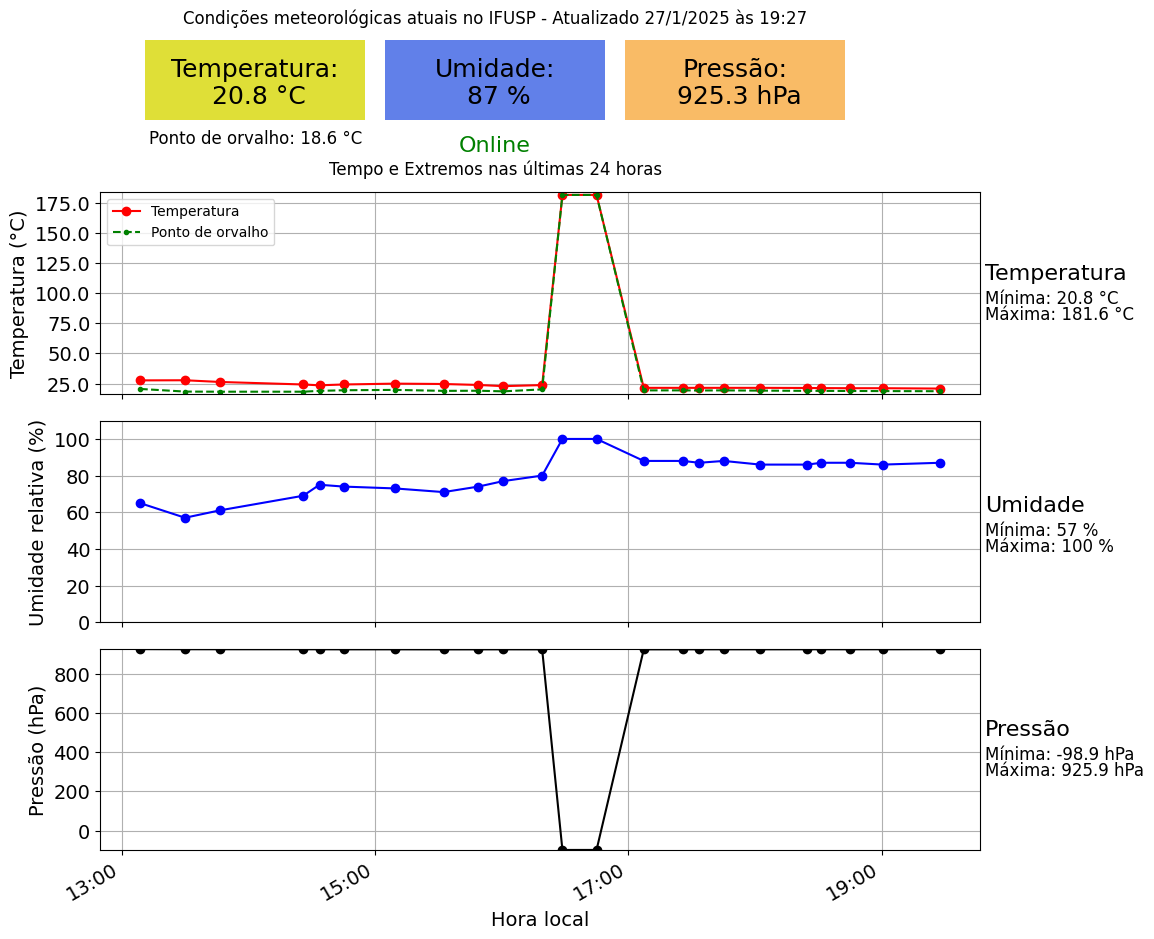 Condições meteorológicas atuais no IFUSP - Atualizado 27/1/2025 às 19:27
Temperatura:
20.8 °C
Umidade:
87 %
Pressão:
925.3 hPa
Ponto de orvalho: 18.6 °C
Online
Tempo e Extremos nas últimas 24 horas
Temperatura (°C)
175.0
150.0
125.0
100.0
75.0
50.0
25.0
Temperatura
Ponto de orvalho
Temperatura
Mínima: 20.8 °C
Máxima: 181.6 °C
Umidade relativa (%)
100
80
60
40
20
0
Umidade
Mínima: 57 %
Máxima: 100 %
Pressão (hPa)
800
600
400
200
0
Pressão
Mínima: -98.9 hPa
Máxima: 925.9 hPa
13:00
15:00
17:00
19:00
Hora local